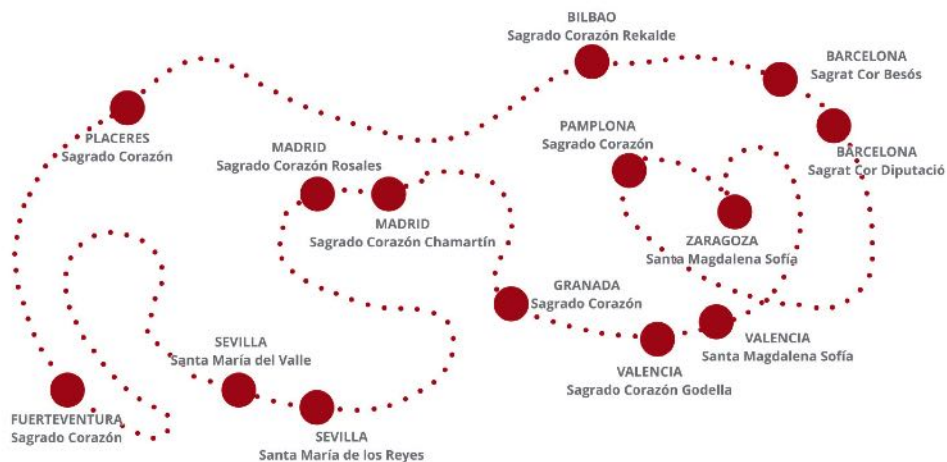 BILBAO
Sagrado Corazón Rekalde
BARCELONA
Sagrat Cor Besós
PLACERES
Sagrado Corazón
MADRID
Sagrado Corazón Rosales
PAMPLONA
Sagrado Corazón
BARCELONA
Sagrat Cor Diputació
MADRID
Sagrado Corazón Chamartín
ZARAGOZA
Santa Magdalena Sofía
GRANADA
Sagrado Corazón
SEVILLA
Santa María del Valle
VALENCIA
Santa Magdalena Sofía
VALENCIA
Sagrado Corazón Godella
FUERTEVENTURA
Sagrado Corazón
SEVILLA
Santa María de los Reyes